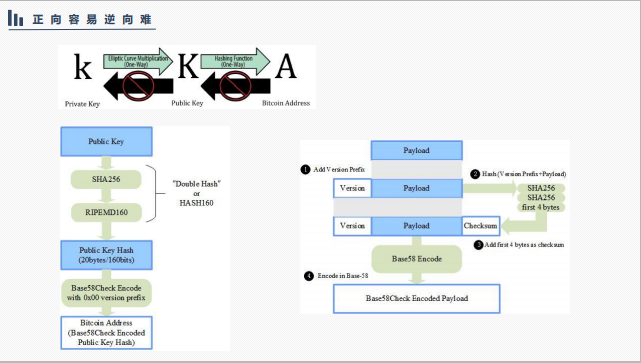 正向容易逆向难
k
Elliptic Curve Multiplication
(One-Way)
K
Hashing Function
(One-Way)
A
Private Key
Public Key
Bitcoin Address
Public Key
SHA256
RIPEMD160
"Double Hash"
or
HASH160
Public Key Hash
(20bytes/160bits)
Base58Check Encode
with 0x00 version prefix
Bitcoin Address
(Base58Check Encoded
Public Key Hash)
Payload
1 Add Version Prefix
2 Hash (Version Prefix+Payload)
Version
Payload
SHA256
SHA256
first 4 bytes
Version
Payload
Checksum
3 Add first 4 bytes as checksum
Base58 Encode
4 Encode in Base-58
Base58Check Encoded Payload